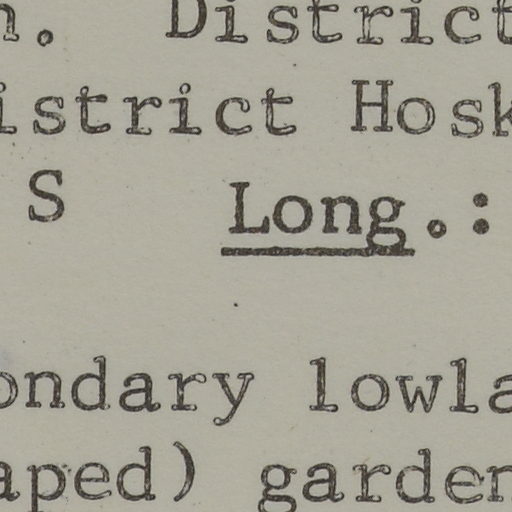 n. District
istrict Hosk
S Long.:
ondary lowla
aped) garden